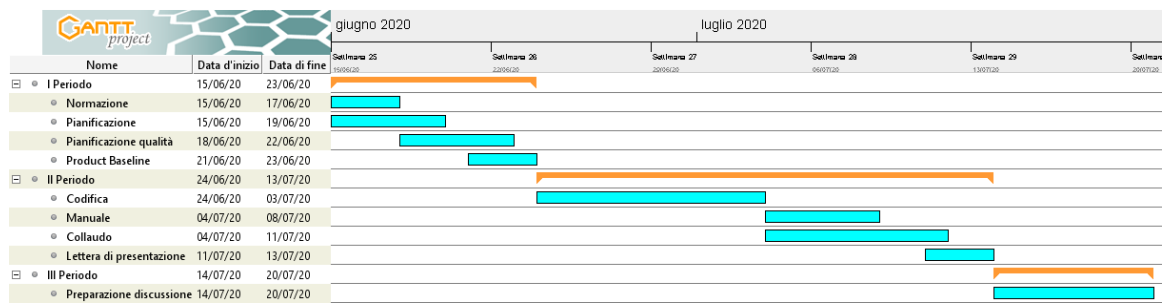 GANTT
project
giugno 2020 luglio 2020
Settimana 25 Settimana 26 Settimana 27 Settimana 28 Settimana 29 Settimana
Nome Data d'inizio Data di fine 15/06/20 22/06/20 29/06/20 06/07/20 13/07/20 20/07/20
I Periodo 15/06/20 23/06/20
Normazione 15/06/20 17/06/20
Pianificazione 15/06/20 19/06/20
Pianificazione qualità 18/06/20 22/06/20
Product Baseline 21/06/20 23/06/20
II Periodo 24/06/20 13/07/20
Codifica 24/06/20 03/07/20
Manuale 04/07/20 08/07/20
Collaudo 04/07/20 11/07/20
Lettera di presentazione 11/07/20 13/07/20
III Periodo 14/07/20 20/07/20
Preparazione discussione 14/07/20 20/07/20